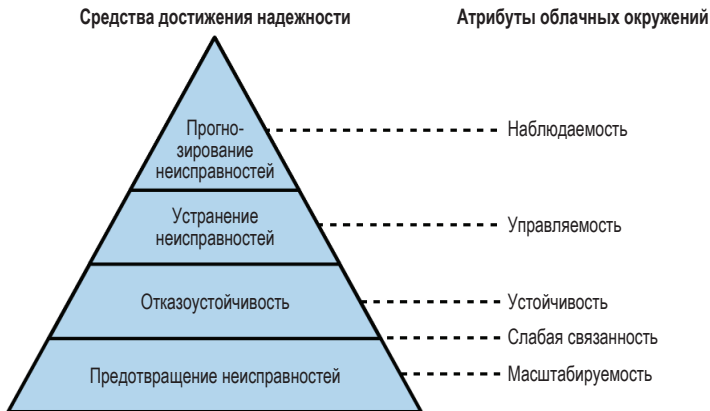 Средства достижения надежности
Атрибуты облачных окружений
Прогно-
зирование
неисправностей
Наблюдаемость
Устранение
неисправностей
Управляемость
Отказоустойчивость
Устойчивость
Слабая связанность
Предотвращение неисправностей
Масштабируемость